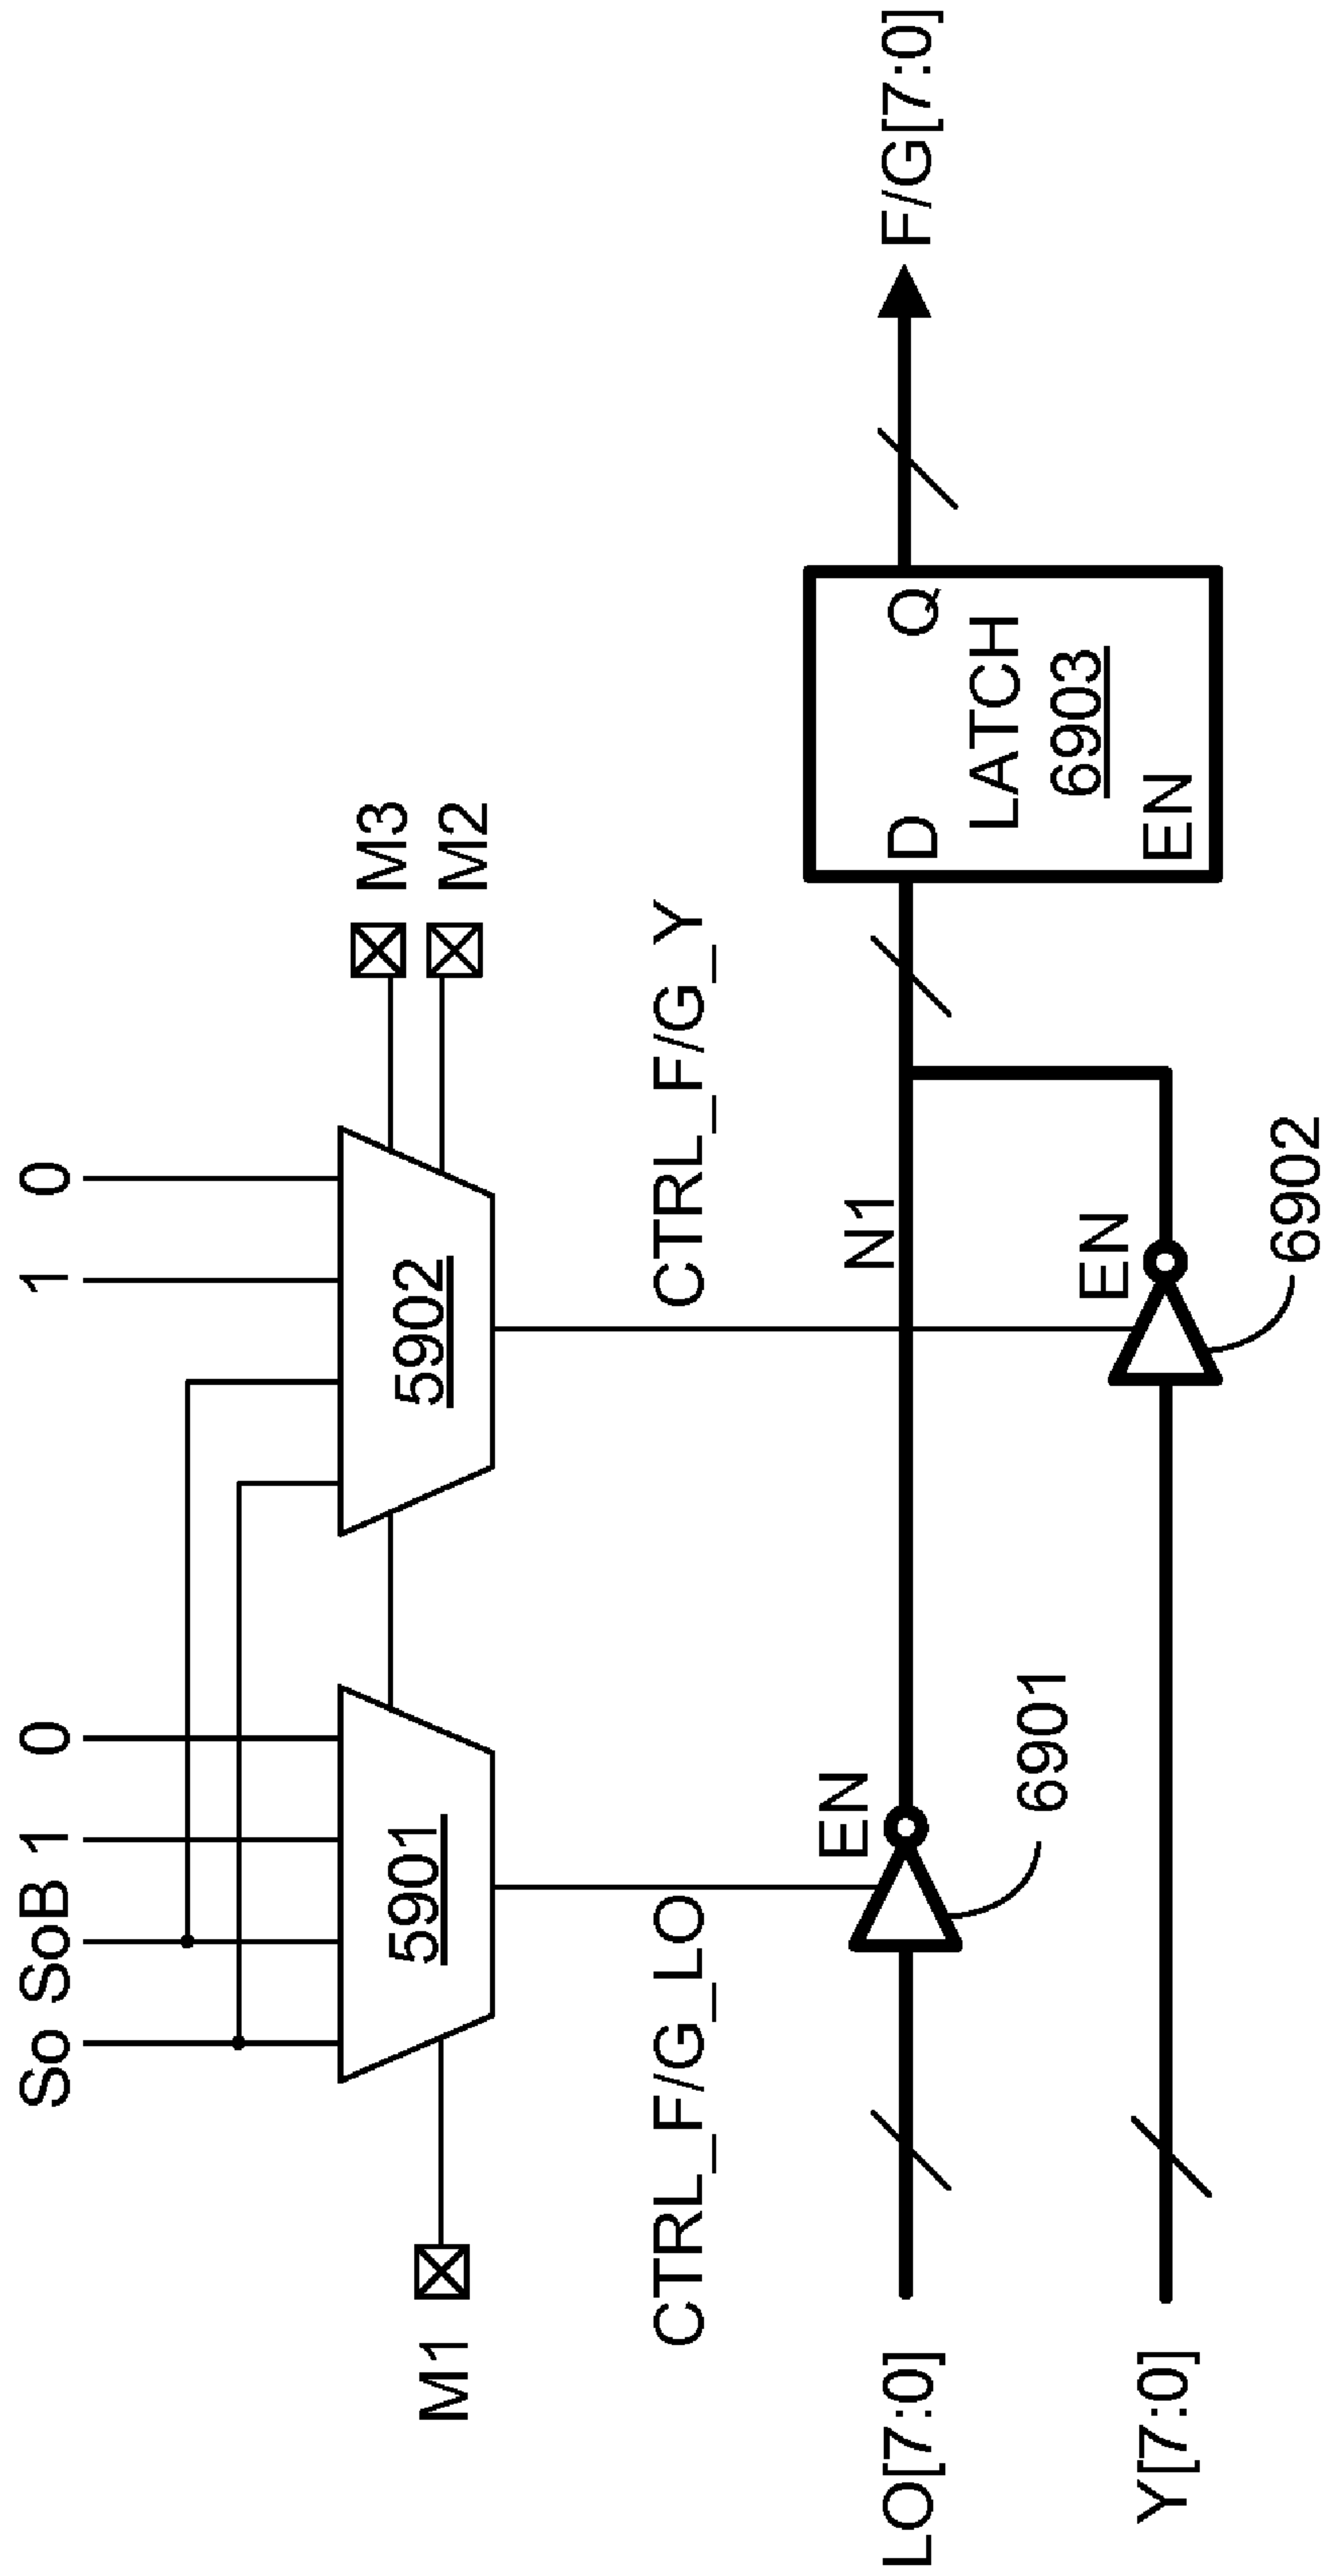 So SoB 1 0 1 0
5901
5902
M3
M2
M1
CTRL_F/G_LO
CTRL_F/G_Y
EN
N1
LO[7:0]
6901
D Q
LATCH
6903
EN
F/G[7:0]
EN
Y[7:0]
6902